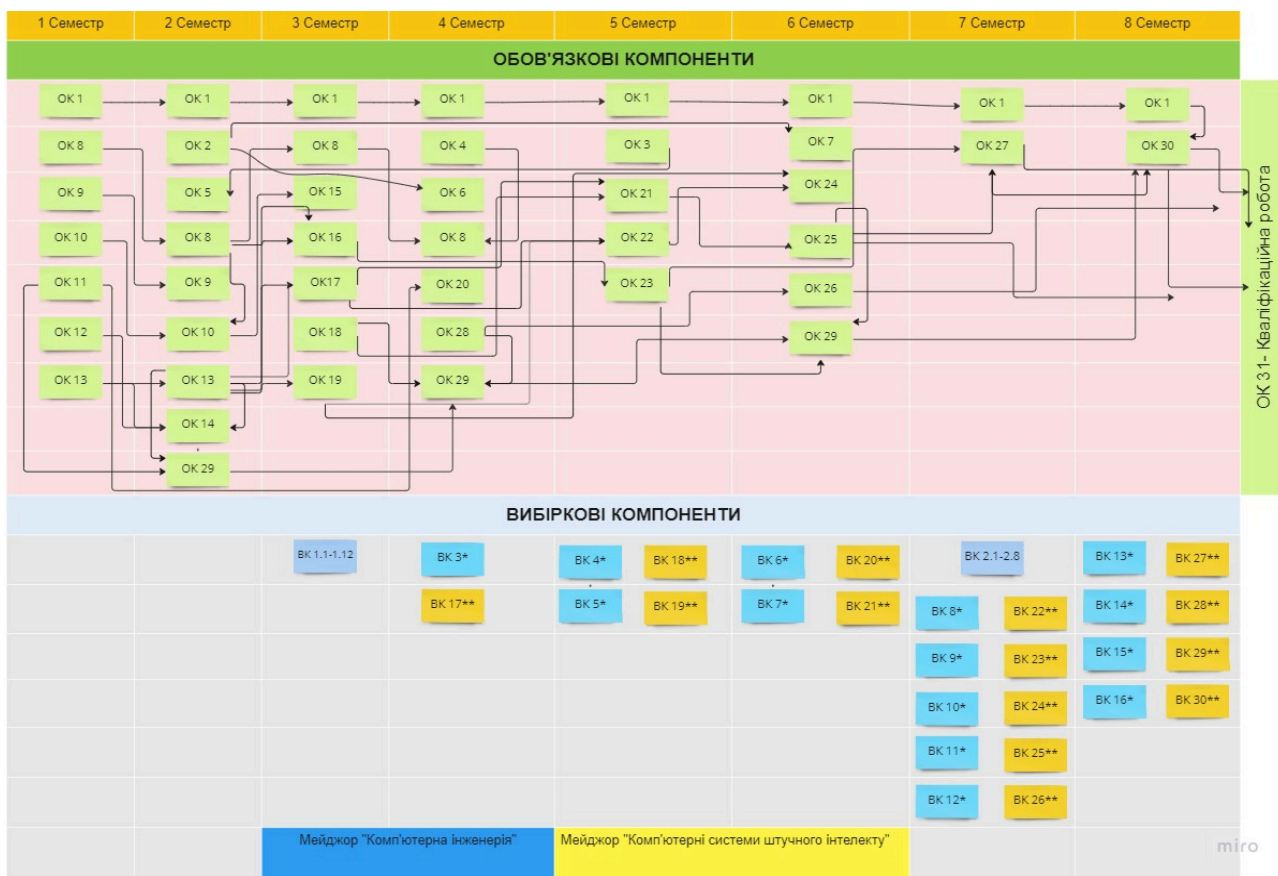 1 Семестр
2 Семестр
3 Семестр
4 Семестр
5 Семестр
6 Семестр
7 Семестр
8 Семестр
ОБОВ'ЯЗКОВІ КОМПОНЕНТИ
ОК 1
ОК 1
ОК 1
ОК 1
ОК 1
ОК 1
ОК 1
ОК 1
ОК 8
ОК 2
ОК 8
ОК 4
ОК 3
ОК 7
ОК 27
ОК 30
ОК 9
ОК 5
ОК 15
ОК 6
ОК 21
ОК 24
ОК 10
ОК 8
ОК 16
ОК 8
ОК 22
ОК 25
ОК 11
ОК 9
ОК17
ОК 20
ОК 23
ОК 26
ОК 12
ОК 10
ОК 18
ОК 28
ОК 29
ОК 13
ОК 13
ОК 19
ОК 29
ОК 14
ОК 29
ОК 31- Кваліфікаційна робота
ВИБІРКОВІ КОМПОНЕНТИ
ВК 1.1-1.12
ВК 3*
ВК 4*
ВК 18**
ВК 6*
ВК 20**
ВК 2.1-2.8
ВК 13*
ВК 27**
ВК 17**
ВК 5*
ВК 19**
ВК 7*
ВК 21**
ВК 8*
ВК 22**
ВК 14*
ВК 28**
ВК 9*
ВК 23**
ВК 15*
ВК 29**
ВК 10*
ВК 24**
ВК 16*
ВК 30**
ВК 11*
ВК 25**
ВК 12*
ВК 26**
Мейджор "Комп'ютерна інженерія"
Мейджор "Комп'ютерні системи штучного інтелекту"
miro